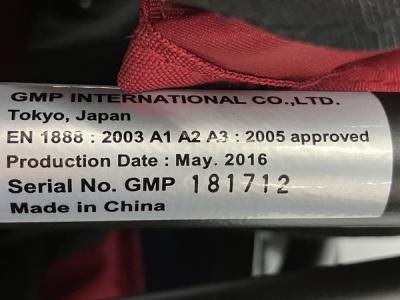 GMP INTERNATIONAL CO.,LTD.
Tokyo, Japan
EN 1888 : 2003 A1 A2 A3 : 2005 approved
Production Date : May. 2016
Serial No. GMP 181712
Made in China